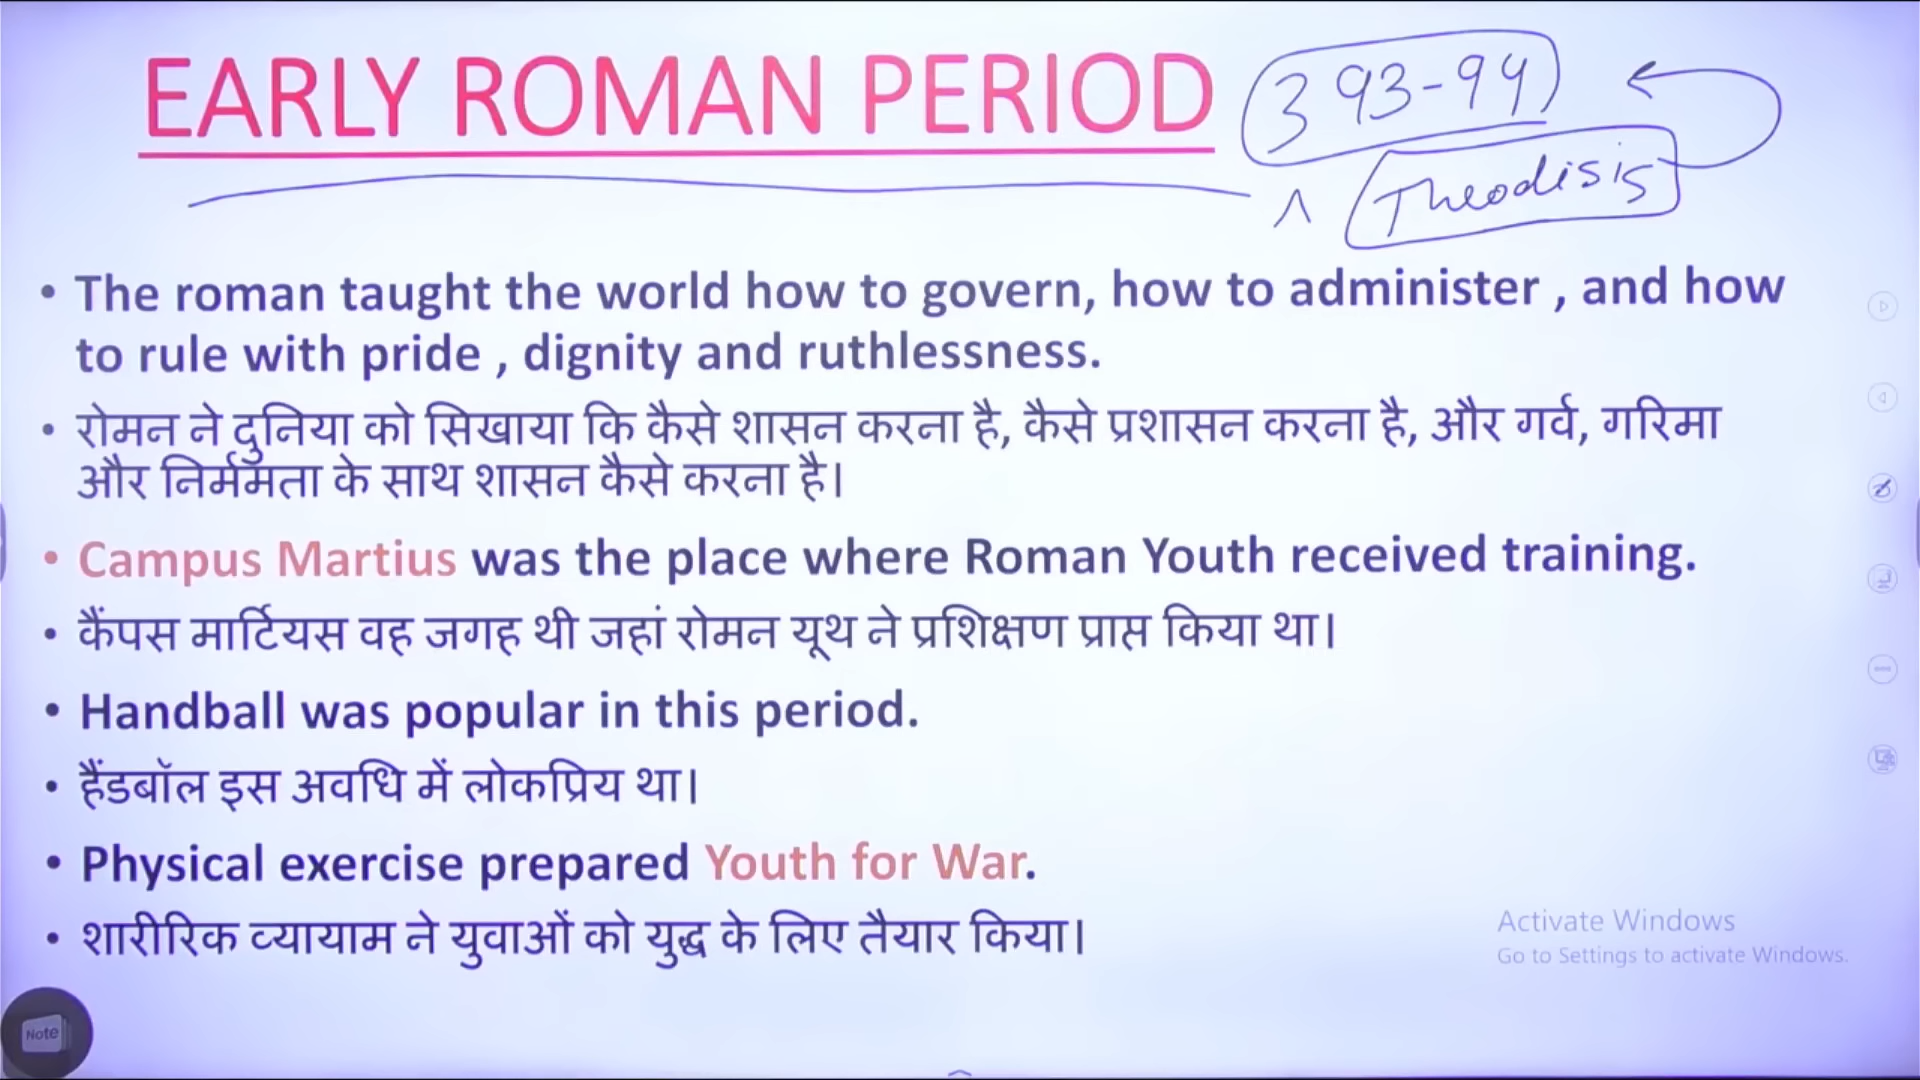 EARLY ROMAN PERIOD
393-94
Theodisis
• The roman taught the world how to govern, how to administer , and how
to rule with pride , dignity and ruthlessness.
• रोमन ने दुनिया को सिखाया कि कैसे शासन करना है, कैसे प्रशासन करना है, और गर्व, गरिमा
और निर्ममता के साथ शासन कैसे करना है।
• Campus Martius was the place where Roman Youth received training.
• कैंपस मार्टियस वह जगह थी जहां रोमन यूथ ने प्रशिक्षण प्राप्त किया था।
• Handball was popular in this period.
• हैंडबॉल इस अवधि में लोकप्रिय था।
• Physical exercise prepared Youth for War.
• शारीरिक व्यायाम ने युवाओं को युद्ध के लिए तैयार किया।
Activate Windows
Go to Settings to activate Windows.
Note